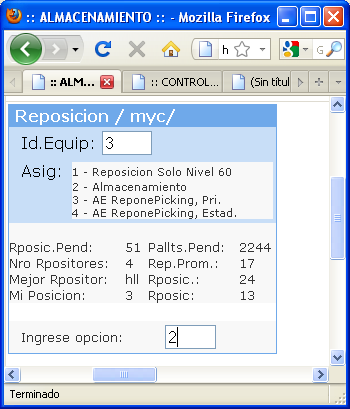 :: ALMACENAMIENTO :: - Mozilla Firefox
h
G
:: ALM...
:: CONTROL...
(Sin títul
Reposicion / myc/
Id.Equip: 3
Asig:
1 - Reposicion Solo Nivel 60
2 - Almacenamiento
3 - AE ReponePicking, Pri.
4 - AE ReponePicking, Estad.
Rposic.Pend: 51 Pallts.Pend: 2244
Nro Rpositores: 4 Rep.Prom.: 17
Mejor Rpositor: hll Rposic.: 24
Mi Posicion: 3 Rposic: 13
Ingrese opcion: 2
Terminado